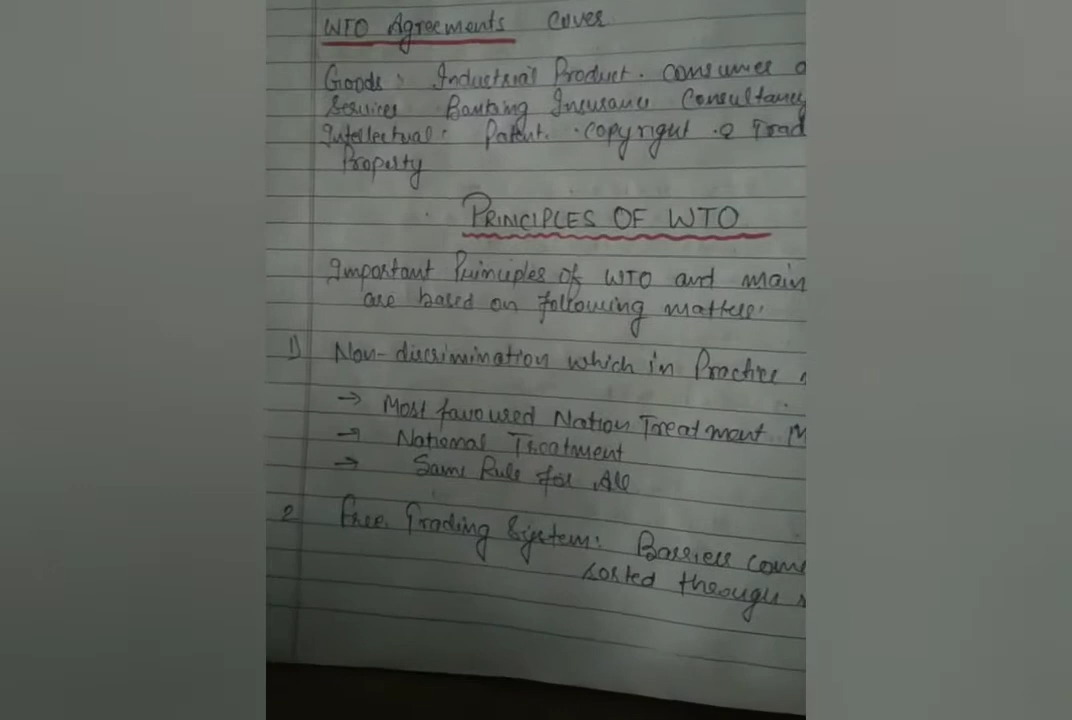 WTO Agreements Cover
Goods: Industrial Product. consumer
Services Banking Insurance Consultancy
Intellectual: Patent. copyright & Trad
Property
PRINCIPLES OF WTO
Important Principles of WTO and main
are based on following matters.
1) Non-discrimination which in Practice
→ Most favoured Nation Treatment M
→ National Treatment
→ Same Rule for All
2 Free Trading System: Barriers come
sorted through